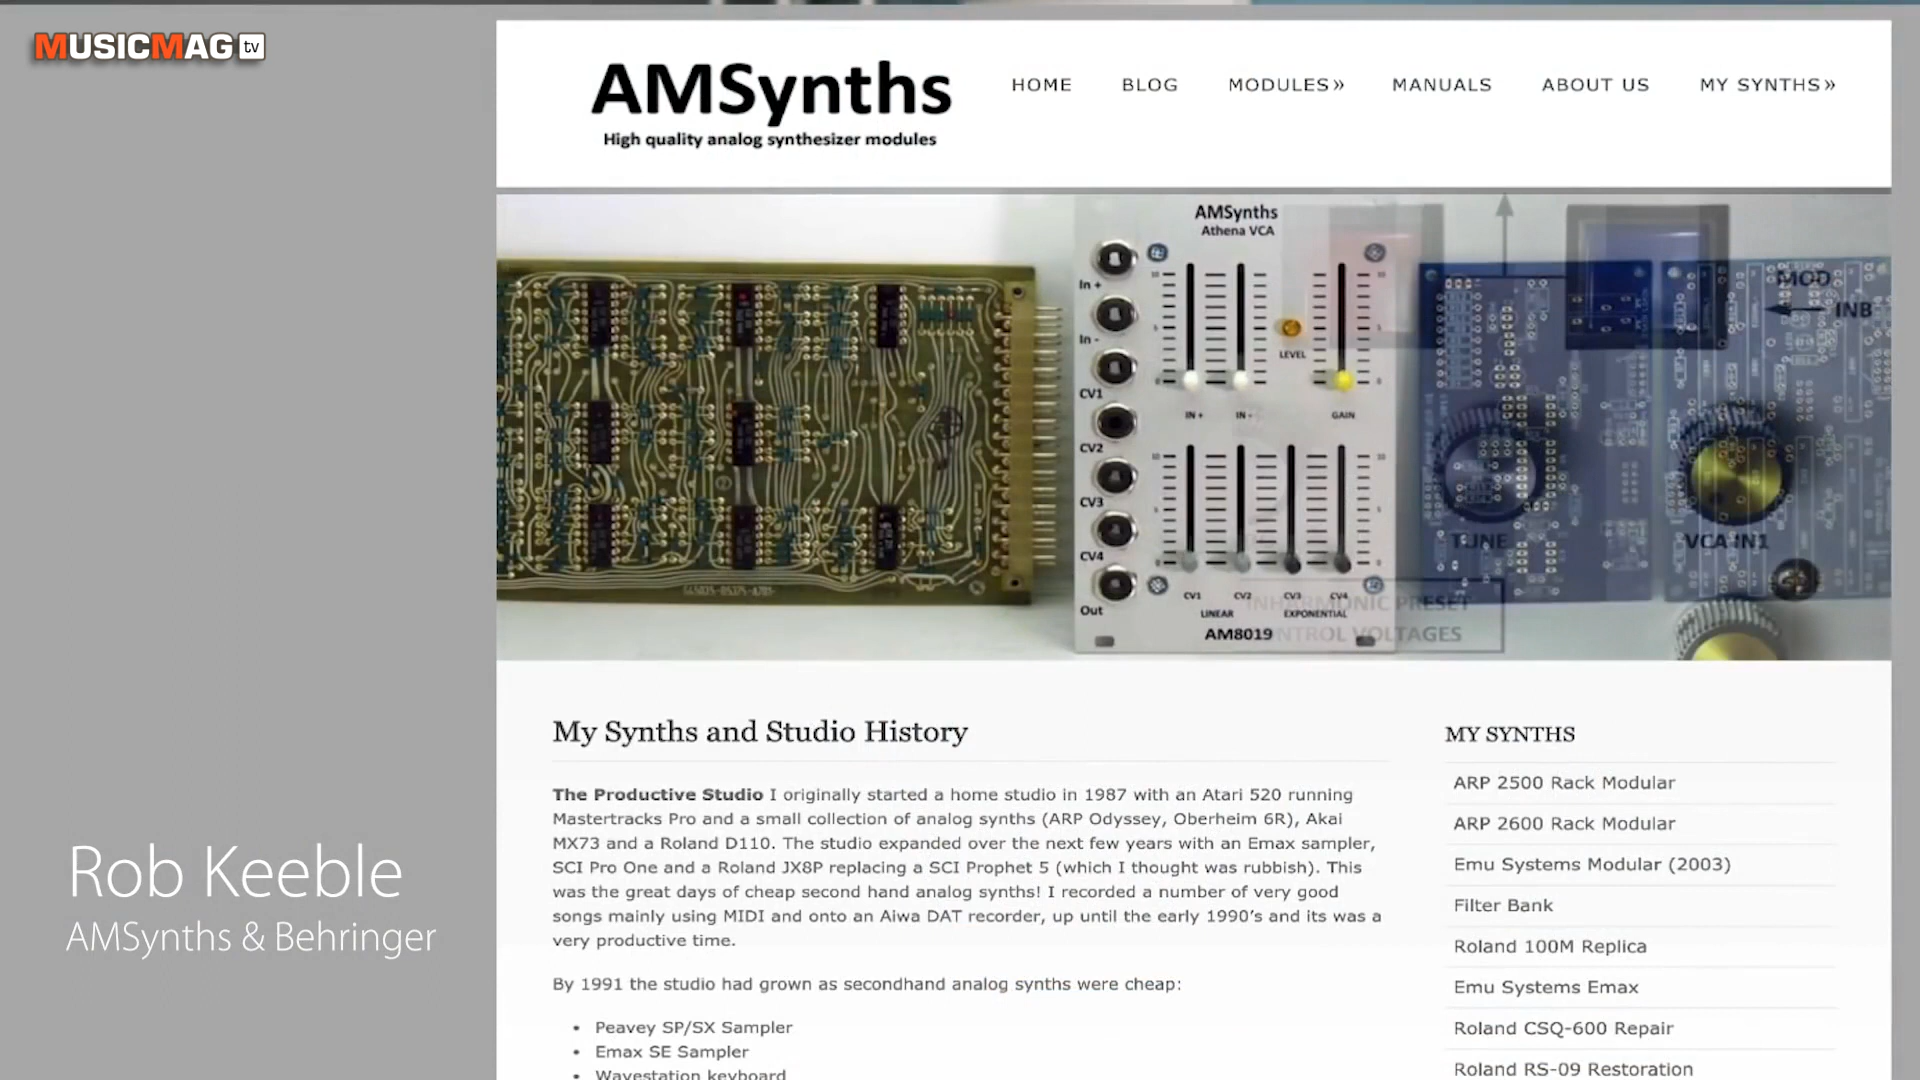 MUSICMAG tv
AMSynths
High quality analog synthesizer modules
HOME BLOG MODULES» MANUALS ABOUT US MY SYNTHS»
AMSynths
Athena VCA
In +
In -
CV1
CV2
CV3
CV4
Out
LEVEL
IN + IN - GAIN
CV1 CV2 CV3 CV4
LINEAR EXPONENTIAL
AM8019
MOD
INB
TUNE
VCA IN1
INHARMONIC PRESET
CONTROL VOLTAGES
My Synths and Studio History
The Productive Studio I originally started a home studio in 1987 with an Atari 520 running
Mastertracks Pro and a small collection of analog synths (ARP Odyssey, Oberheim 6R), Akai
MX73 and a Roland D110. The studio expanded over the next few years with an Emax sampler,
SCI Pro One and a Roland JX8P replacing a SCI Prophet 5 (which I thought was rubbish). This
was the great days of cheap second hand analog synths! I recorded a number of very good
songs mainly using MIDI and onto an Aiwa DAT recorder, up until the early 1990's and its was a
very productive time.
By 1991 the studio had grown as secondhand analog synths were cheap:
• Peavey SP/SX Sampler
• Emax SE Sampler
• Wavestation keyboard
MY SYNTHS
ARP 2500 Rack Modular
ARP 2600 Rack Modular
Emu Systems Modular (2003)
Filter Bank
Roland 100M Replica
Emu Systems Emax
Roland CSQ-600 Repair
Roland RS-09 Restoration
Rob Keeble
AMSynths & Behringer